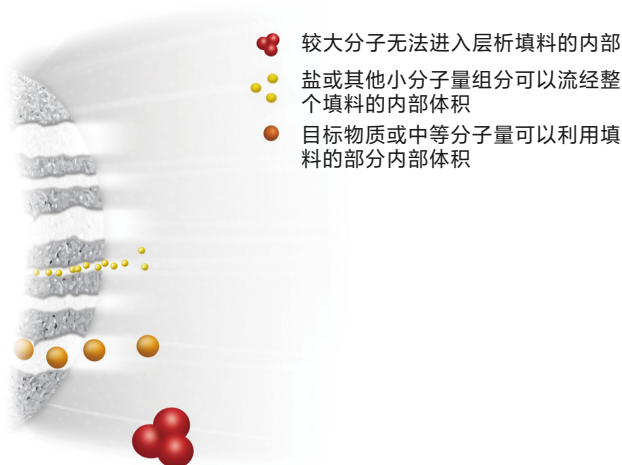 较大分子无法进入层析填料的内部
盐或其他小分子量组分可以流经整
个填料的内部体积
目标物质或中等分子量可以利用填
料的部分内部体积